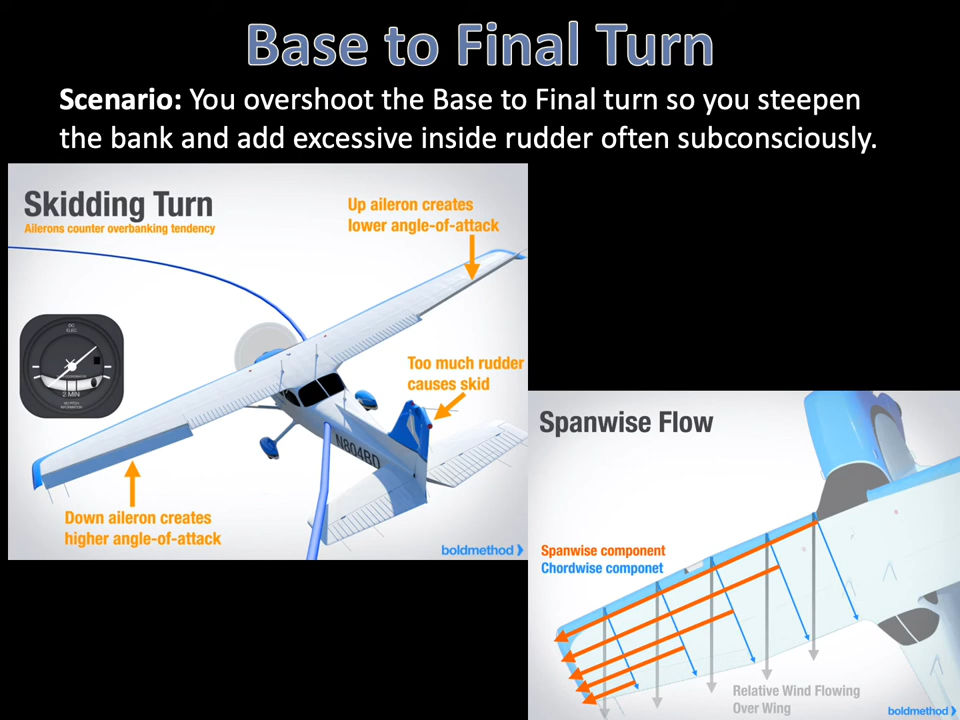 Base to Final Turn
Scenario: You overshoot the Base to Final turn so you steepen
the bank and add excessive inside rudder often subconsciously.
Skidding Turn
Ailerons counter overbanking tendency
Up aileron creates
lower angle-of-attack
DC
ELEC
2 MIN
Too much rudder
causes skid
N804BD
Down aileron creates
higher angle-of-attack
boldmethod
Spanwise Flow
Spanwise component
Chordwise componet
Relative Wind Flowing
Over Wing
boldmethod